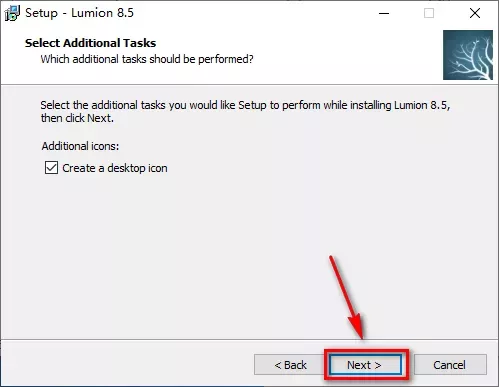 Setup - Lumion 8.5
Select Additional Tasks
Which additional tasks should be performed?
Select the additional tasks you would like Setup to perform while installing Lumion 8.5,
then click Next.
Additional icons:
Create a desktop icon
< Back Next > Cancel